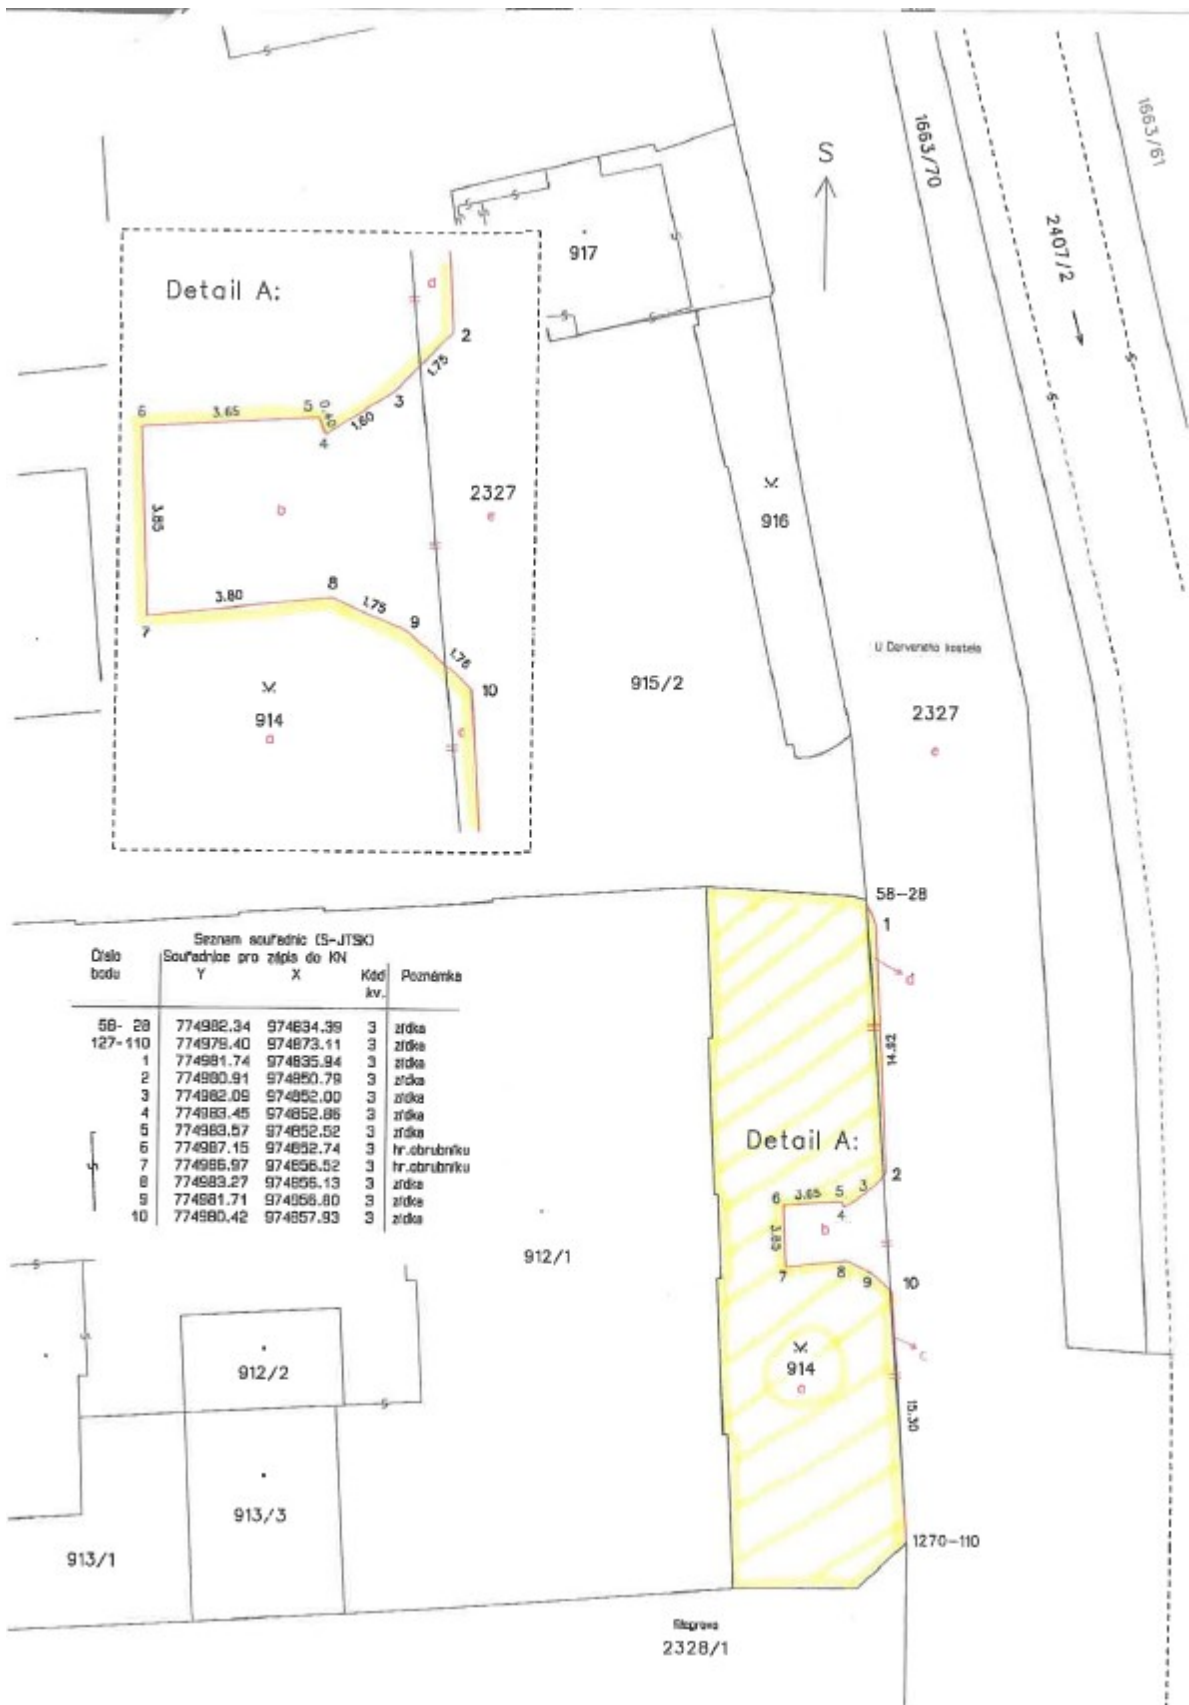 S
1663/70
1663/61
2407/2
917
Detail A:
a
2
1.75
3
1.60
0.40
5
4
3.65
6
2327
e
b
3.85
916
3.80
8
1.75
9
7
1.76
10
914
a
c
915/2
2327
e
58-28
1
d
14.92
Seznam souřadnic (S-JTSK)
Číslo bodu Souřadnice pro zápis do KN
Y X Kód kv. Poznámka
58- 28 774982.34 974834.39 3 zídka
127-110 774979.40 974873.11 3 zídka
1 774981.74 974835.94 3 zídka
2 774980.91 974850.79 3 zídka
3 774982.09 974852.00 3 zídka
4 774983.45 974852.86 3 zídka
5 774983.57 974852.52 3 zídka
6 774987.15 974852.74 3 hr.obrubníku
7 774986.97 974856.52 3 hr.obrubníku
8 774983.27 974856.13 3 zídka
9 774981.71 974856.80 3 zídka
10 774980.42 974857.93 3 zídka
Detail A:
2
3
5
3.65
6
4
b
3.85
7
8
9
10
912/1
914
a
c
15.30
912/2
913/3
913/1
1270-110
2328/1